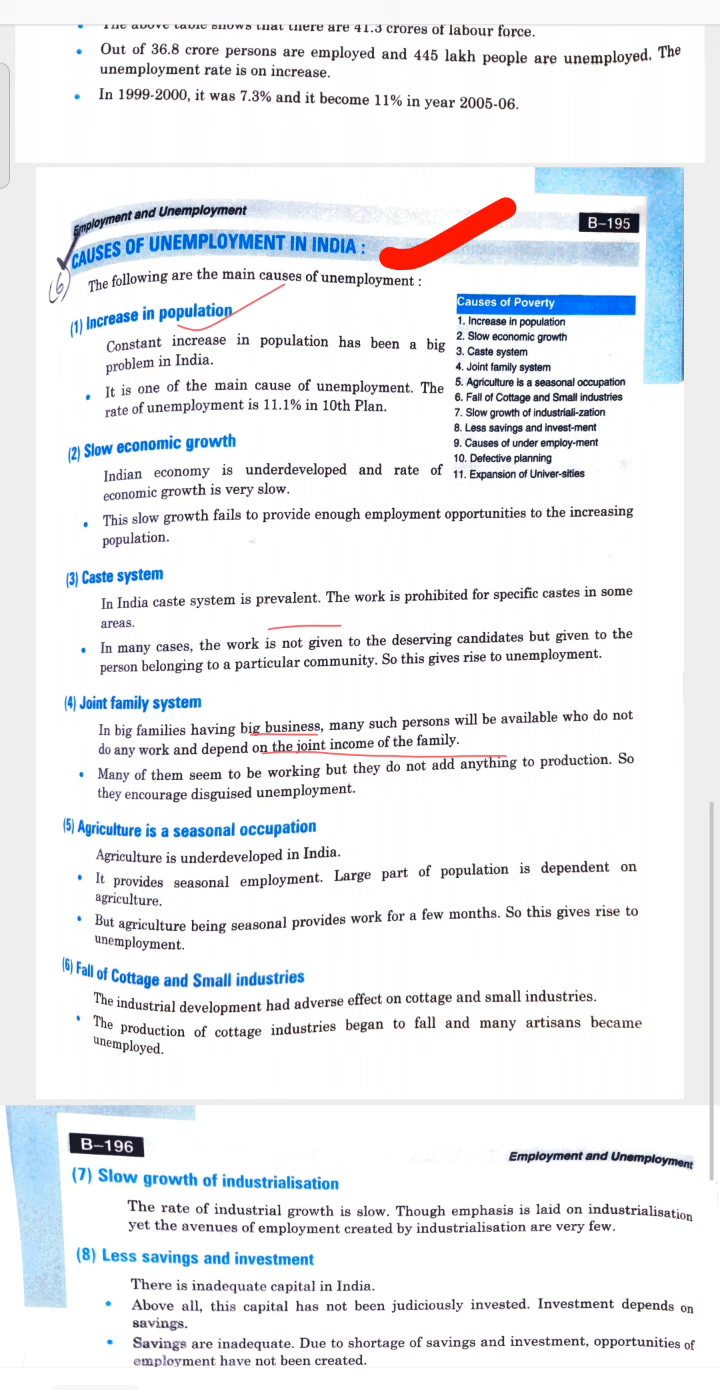 The above table shows that there are 41.3 crores of labour force.
• Out of 36.8 crore persons are employed and 445 lakh people are unemployed. The
unemployment rate is on increase.
• In 1999-2000, it was 7.3% and it become 11% in year 2005-06.
Employment and Unemployment
B–195
CAUSES OF UNEMPLOYMENT IN INDIA :
(6)
The following are the main causes of unemployment :
(1) Increase in population
Constant increase in population has been a big
problem in India.
• It is one of the main cause of unemployment. The
rate of unemployment is 11.1% in 10th Plan.
Causes of Poverty
1. Increase in population
2. Slow economic growth
3. Caste system
4. Joint family system
5. Agriculture is a seasonal occupation
6. Fall of Cottage and Small industries
7. Slow growth of industriali-zation
8. Less savings and invest-ment
9. Causes of under employ-ment
10. Defective planning
11. Expansion of Univer-sities
(2) Slow economic growth
Indian economy is underdeveloped and rate of
economic growth is very slow.
• This slow growth fails to provide enough employment opportunities to the increasing
population.
(3) Caste system
In India caste system is prevalent. The work is prohibited for specific castes in some
areas.
• In many cases, the work is not given to the deserving candidates but given to the
person belonging to a particular community. So this gives rise to unemployment.
(4) Joint family system
In big families having big business, many such persons will be available who do not
do any work and depend on the joint income of the family.
• Many of them seem to be working but they do not add anything to production. So
they encourage disguised unemployment.
(5) Agriculture is a seasonal occupation
Agriculture is underdeveloped in India.
• It provides seasonal employment. Large part of population is dependent on
agriculture.
• But agriculture being seasonal provides work for a few months. So this gives rise to
unemployment.
(6) Fall of Cottage and Small industries
The industrial development had adverse effect on cottage and small industries.
• The production of cottage industries began to fall and many artisans became
unemployed.
B–196
Employment and Unemployment
(7) Slow growth of industrialisation
The rate of industrial growth is slow. Though emphasis is laid on industrialisation
yet the avenues of employment created by industrialisation are very few.
(8) Less savings and investment
There is inadequate capital in India.
• Above all, this capital has not been judiciously invested. Investment depends on
savings.
• Savings are inadequate. Due to shortage of savings and investment, opportunities of
employment have not been created.